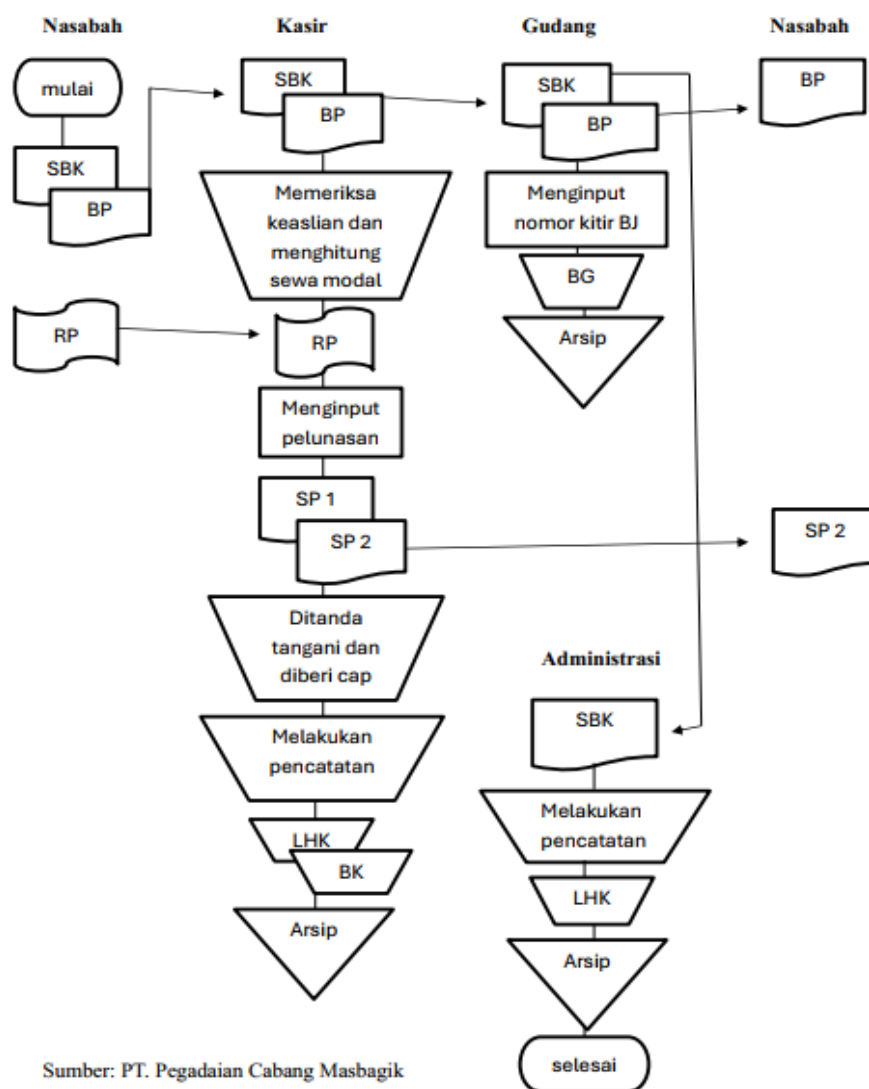 Nasabah
Kasir
Gudang
Nasabah
mulai
SBK
BP
SBK
BP
SBK
BP
BP
Memeriksa
keaslian dan
menghitung
sewa modal
Menginput
nomor kitir BJ
BG
Arsip
RP
RP
Menginput
pelunasan
SP 1
SP 2
SP 2
Ditanda
tangani dan
diberi cap
Melakukan
pencatatan
LHK
BK
Arsip
Administrasi
SBK
Melakukan
pencatatan
LHK
Arsip
selesai
Sumber: PT. Pegadaian Cabang Masbagik